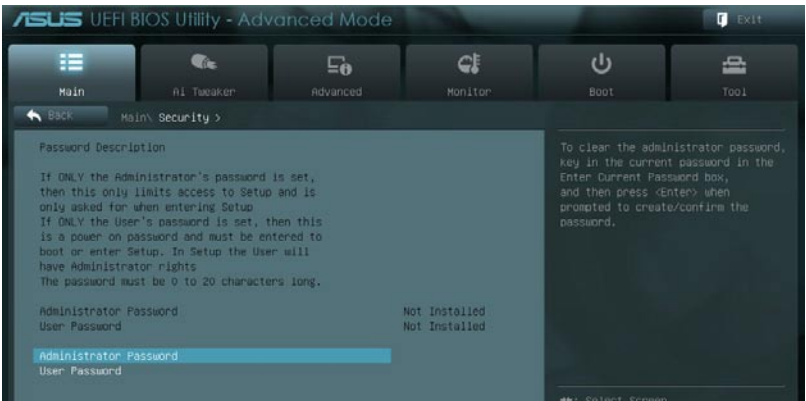 ASUS UEFI BIOS Utility - Advanced Mode
Exit
Main
Ai Tweaker
Advanced
Monitor
Boot
Tool
Back
Main\ Security >
Password Description
If ONLY the Administrator's password is set,
then this only limits access to Setup and is
only asked for when entering Setup
If ONLY the User's password is set, then this
is a power on password and must be entered to
boot or enter Setup. In Setup the User will
have Administrator rights
The password must be 0 to 20 characters long.
Administrator Password Not Installed
User Password Not Installed
Administrator Password
User Password
To clear the administrator password,
key in the current password in the
Enter Current Password box,
and then press <Enter> when
prompted to create/confirm the
password.
: Select Screen